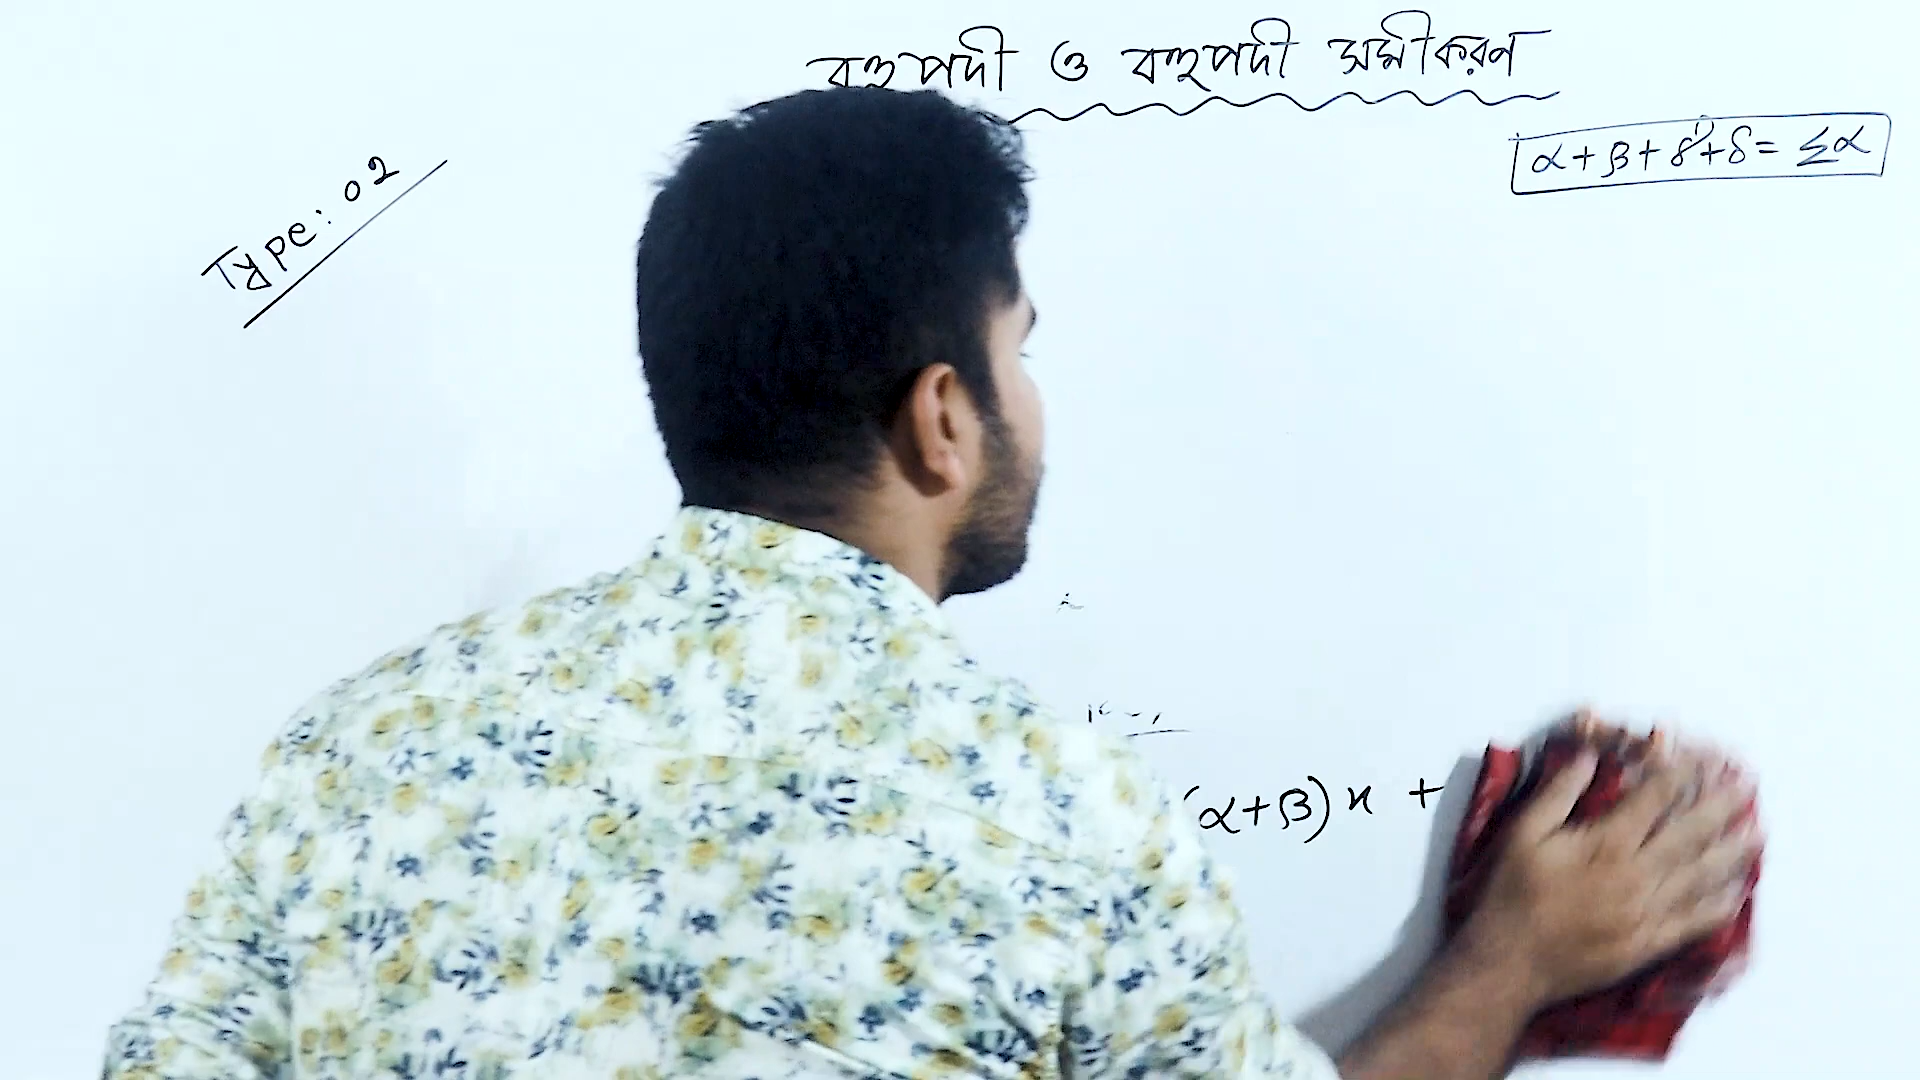 বহুপদী ও বহুপদী সমীকরণ
α+β+γ+δ= Σα
Type: 02
(α+β)x +